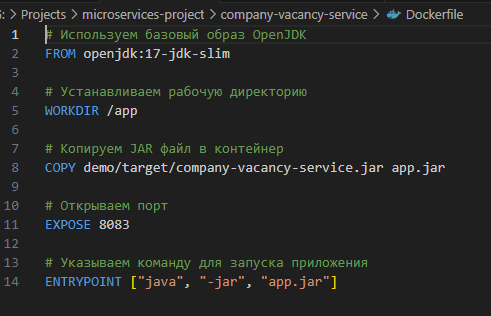 : > Projects > microservices-project > company-vacancy-service > Dockerfile
1 # Используем базовый образ OpenJDK
2 FROM openjdk:17-jdk-slim
3
4 # Устанавливаем рабочую директорию
5 WORKDIR /app
6
7 # Копируем JAR файл в контейнер
8 COPY demo/target/company-vacancy-service.jar app.jar
9
10 # Открываем порт
11 EXPOSE 8083
12
13 # Указываем команду для запуска приложения
14 ENTRYPOINT ["java", "-jar", "app.jar"]